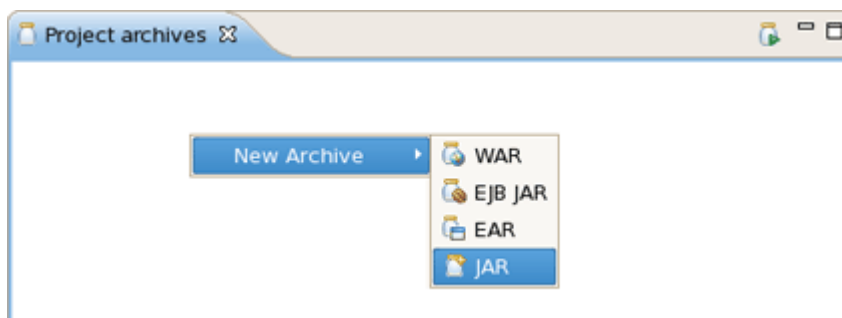 Project archives
New Archive
WAR
EJB JAR
EAR
JAR